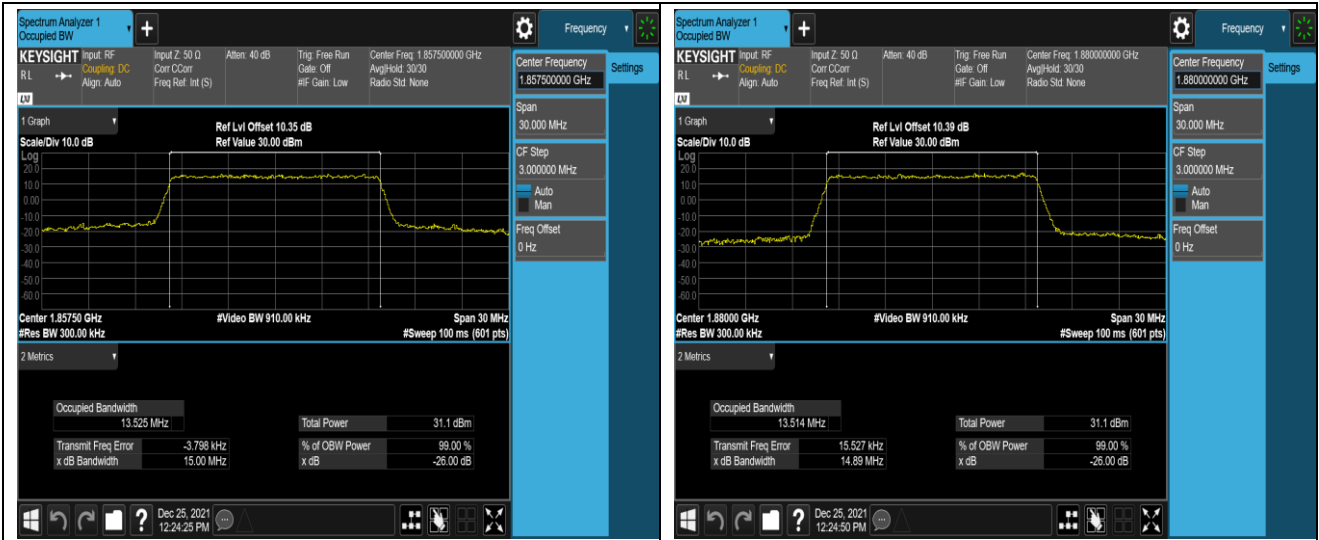 Spectrum Analyzer 1
Occupied BW
+
Frequency
KEYSIGHT
Input: RF
Input Z: 50 Ω
Atten: 40 dB
Trig: Free Run
Center Freq: 1.857500000 GHz
RL
Coupling: DC
Corr CCorr
Gate: Off
Avg|Hold: 30/30
Align: Auto
Freq Ref: Int (S)
#IF Gain: Low
Radio Std: None
LXI
Center Frequency
1.857500000 GHz
Settings
Span
30.000 MHz
CF Step
3.000000 MHz
Auto
Man
Freq Offset
0 Hz
1 Graph
Ref Lvl Offset 10.35 dB
Scale/Div 10.0 dB
Ref Value 30.00 dBm
Log
20.0
10.0
0.00
-10.0
-20.0
-30.0
-40.0
-50.0
-60.0
Center 1.85750 GHz
#Video BW 910.00 kHz
Span 30 MHz
#Res BW 300.00 kHz
#Sweep 100 ms (601 pts)
2 Metrics
Occupied Bandwidth
13.525 MHz
Total Power
31.1 dBm
Transmit Freq Error
-3.798 kHz
% of OBW Power
99.00 %
x dB Bandwidth
15.00 MHz
x dB
-26.00 dB
?
Dec 25, 2021
12:24:25 PM
Spectrum Analyzer 1
Occupied BW
+
Frequency
KEYSIGHT
Input: RF
Input Z: 50 Ω
Atten: 40 dB
Trig: Free Run
Center Freq: 1.880000000 GHz
RL
Coupling: DC
Corr CCorr
Gate: Off
Avg|Hold: 30/30
Align: Auto
Freq Ref: Int (S)
#IF Gain: Low
Radio Std: None
LXI
Center Frequency
1.880000000 GHz
Settings
Span
30.000 MHz
CF Step
3.000000 MHz
Auto
Man
Freq Offset
0 Hz
1 Graph
Ref Lvl Offset 10.39 dB
Scale/Div 10.0 dB
Ref Value 30.00 dBm
Log
20.0
10.0
0.00
-10.0
-20.0
-30.0
-40.0
-50.0
-60.0
Center 1.88000 GHz
#Video BW 910.00 kHz
Span 30 MHz
#Res BW 300.00 kHz
#Sweep 100 ms (601 pts)
2 Metrics
Occupied Bandwidth
13.514 MHz
Total Power
31.1 dBm
Transmit Freq Error
15.527 kHz
% of OBW Power
99.00 %
x dB Bandwidth
14.89 MHz
x dB
-26.00 dB
?
Dec 25, 2021
12:24:50 PM